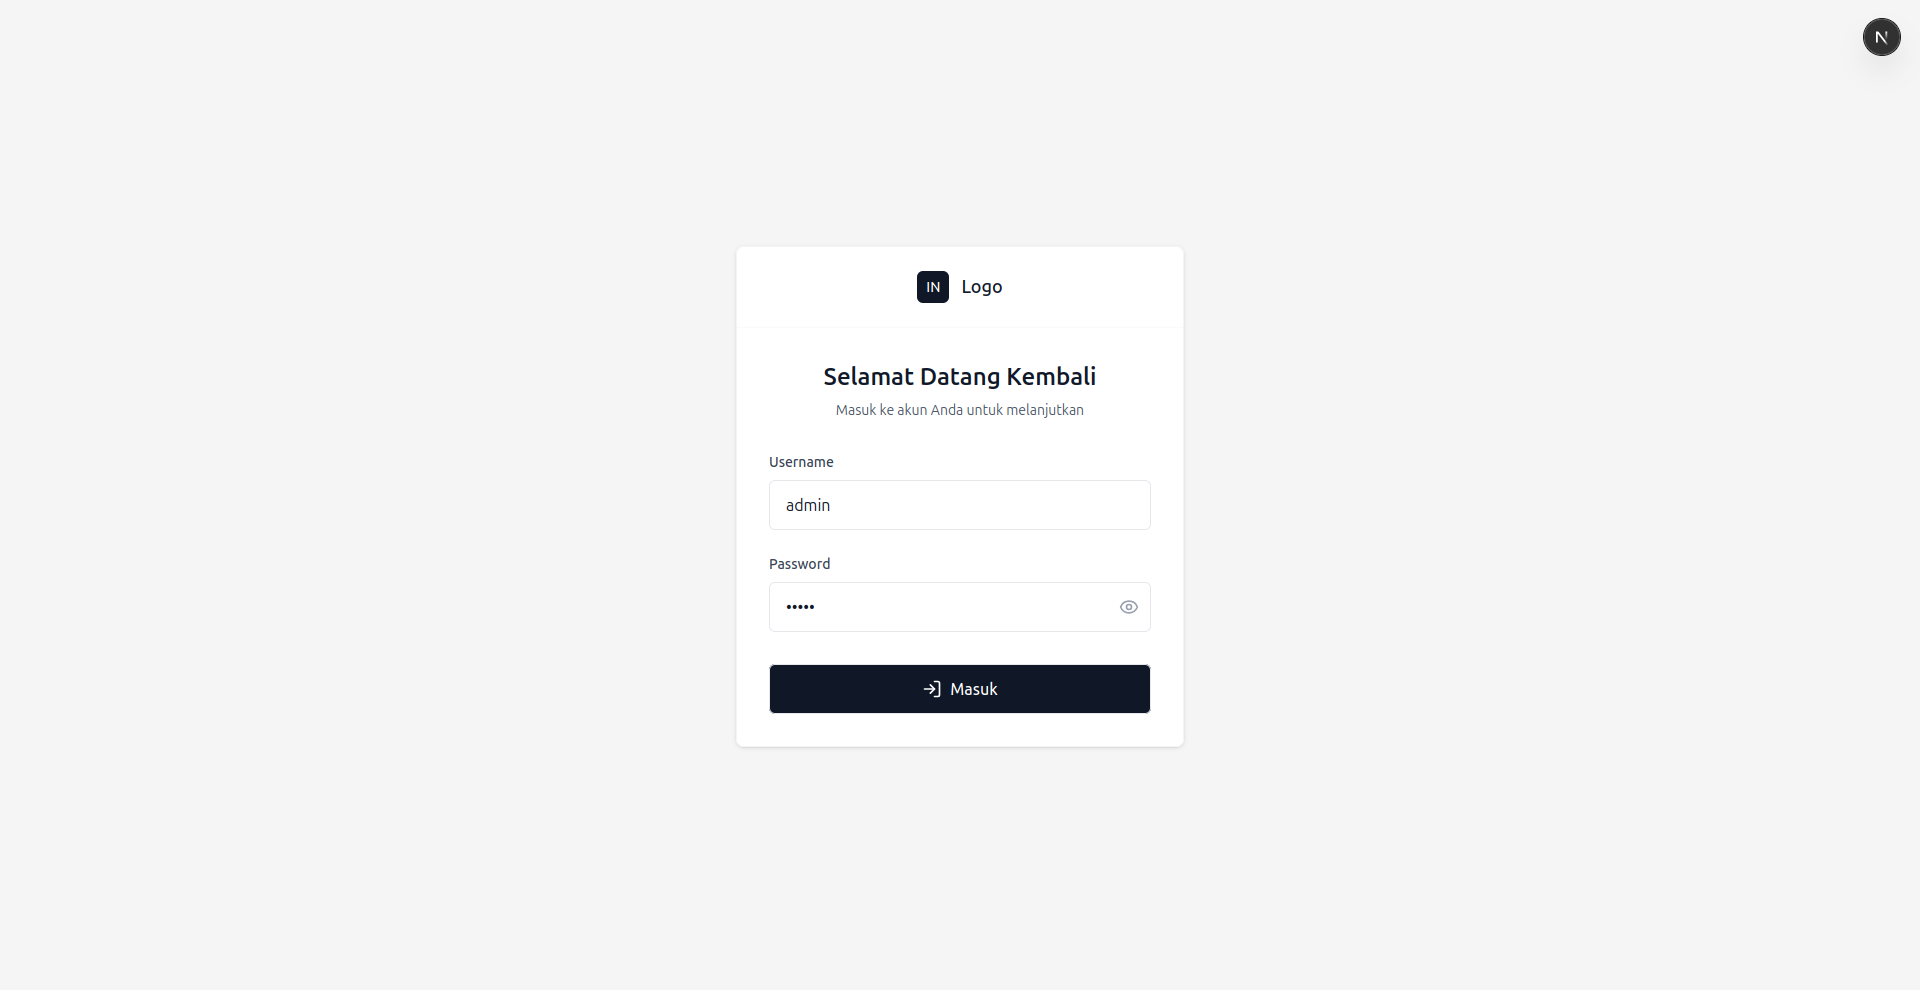 N
IN Logo
Selamat Datang Kembali
Masuk ke akun Anda untuk melanjutkan
Username
admin
Password
•••••
Masuk